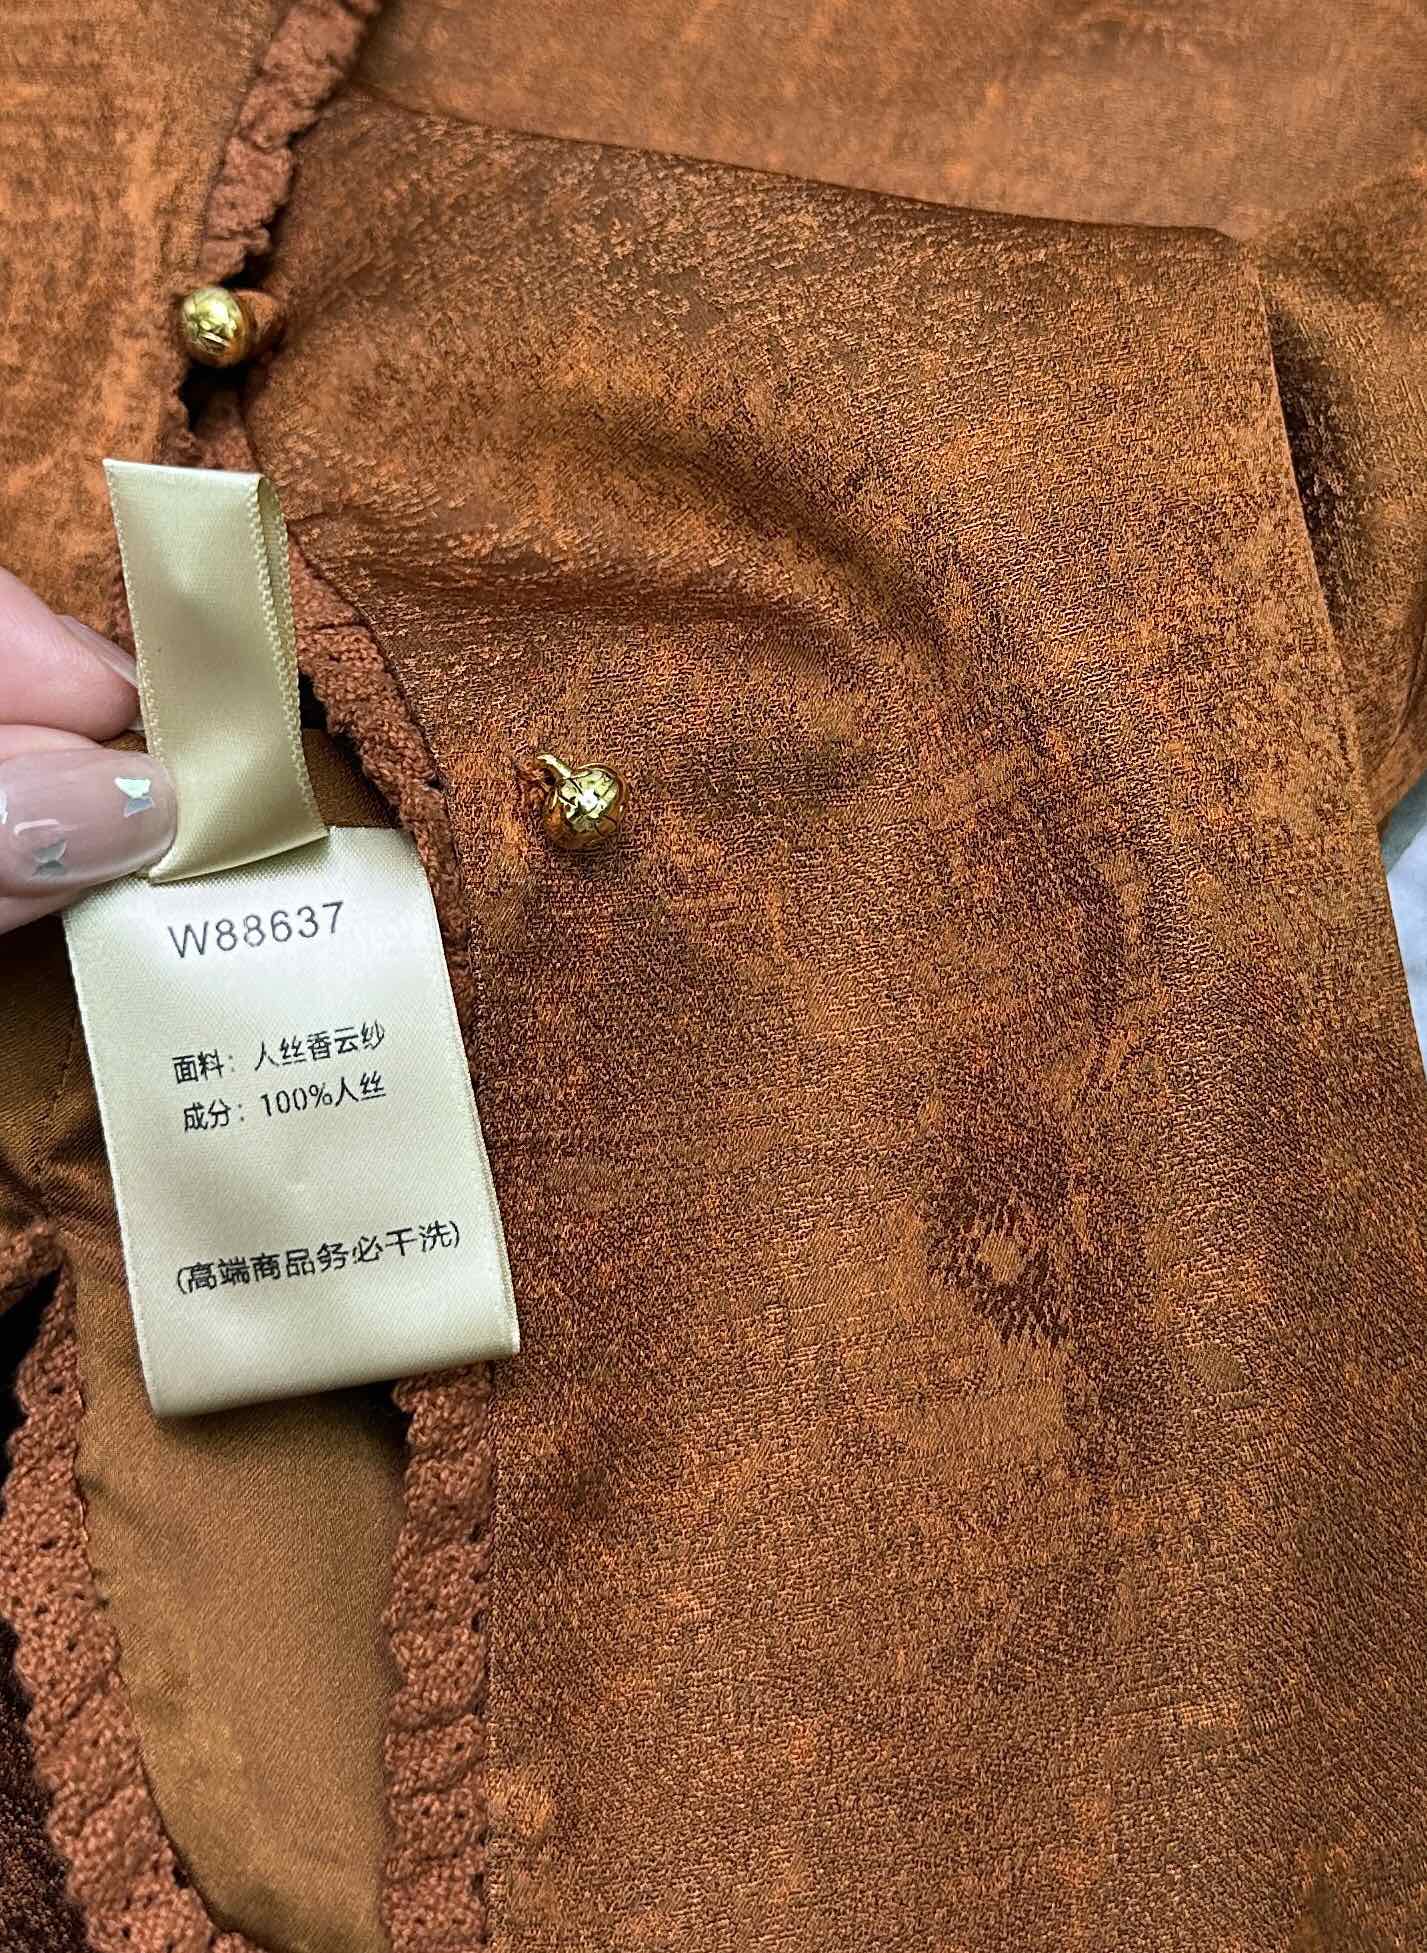 W88637
面料：人丝香云纱
成分：100%人丝
(高端商品务必干洗)